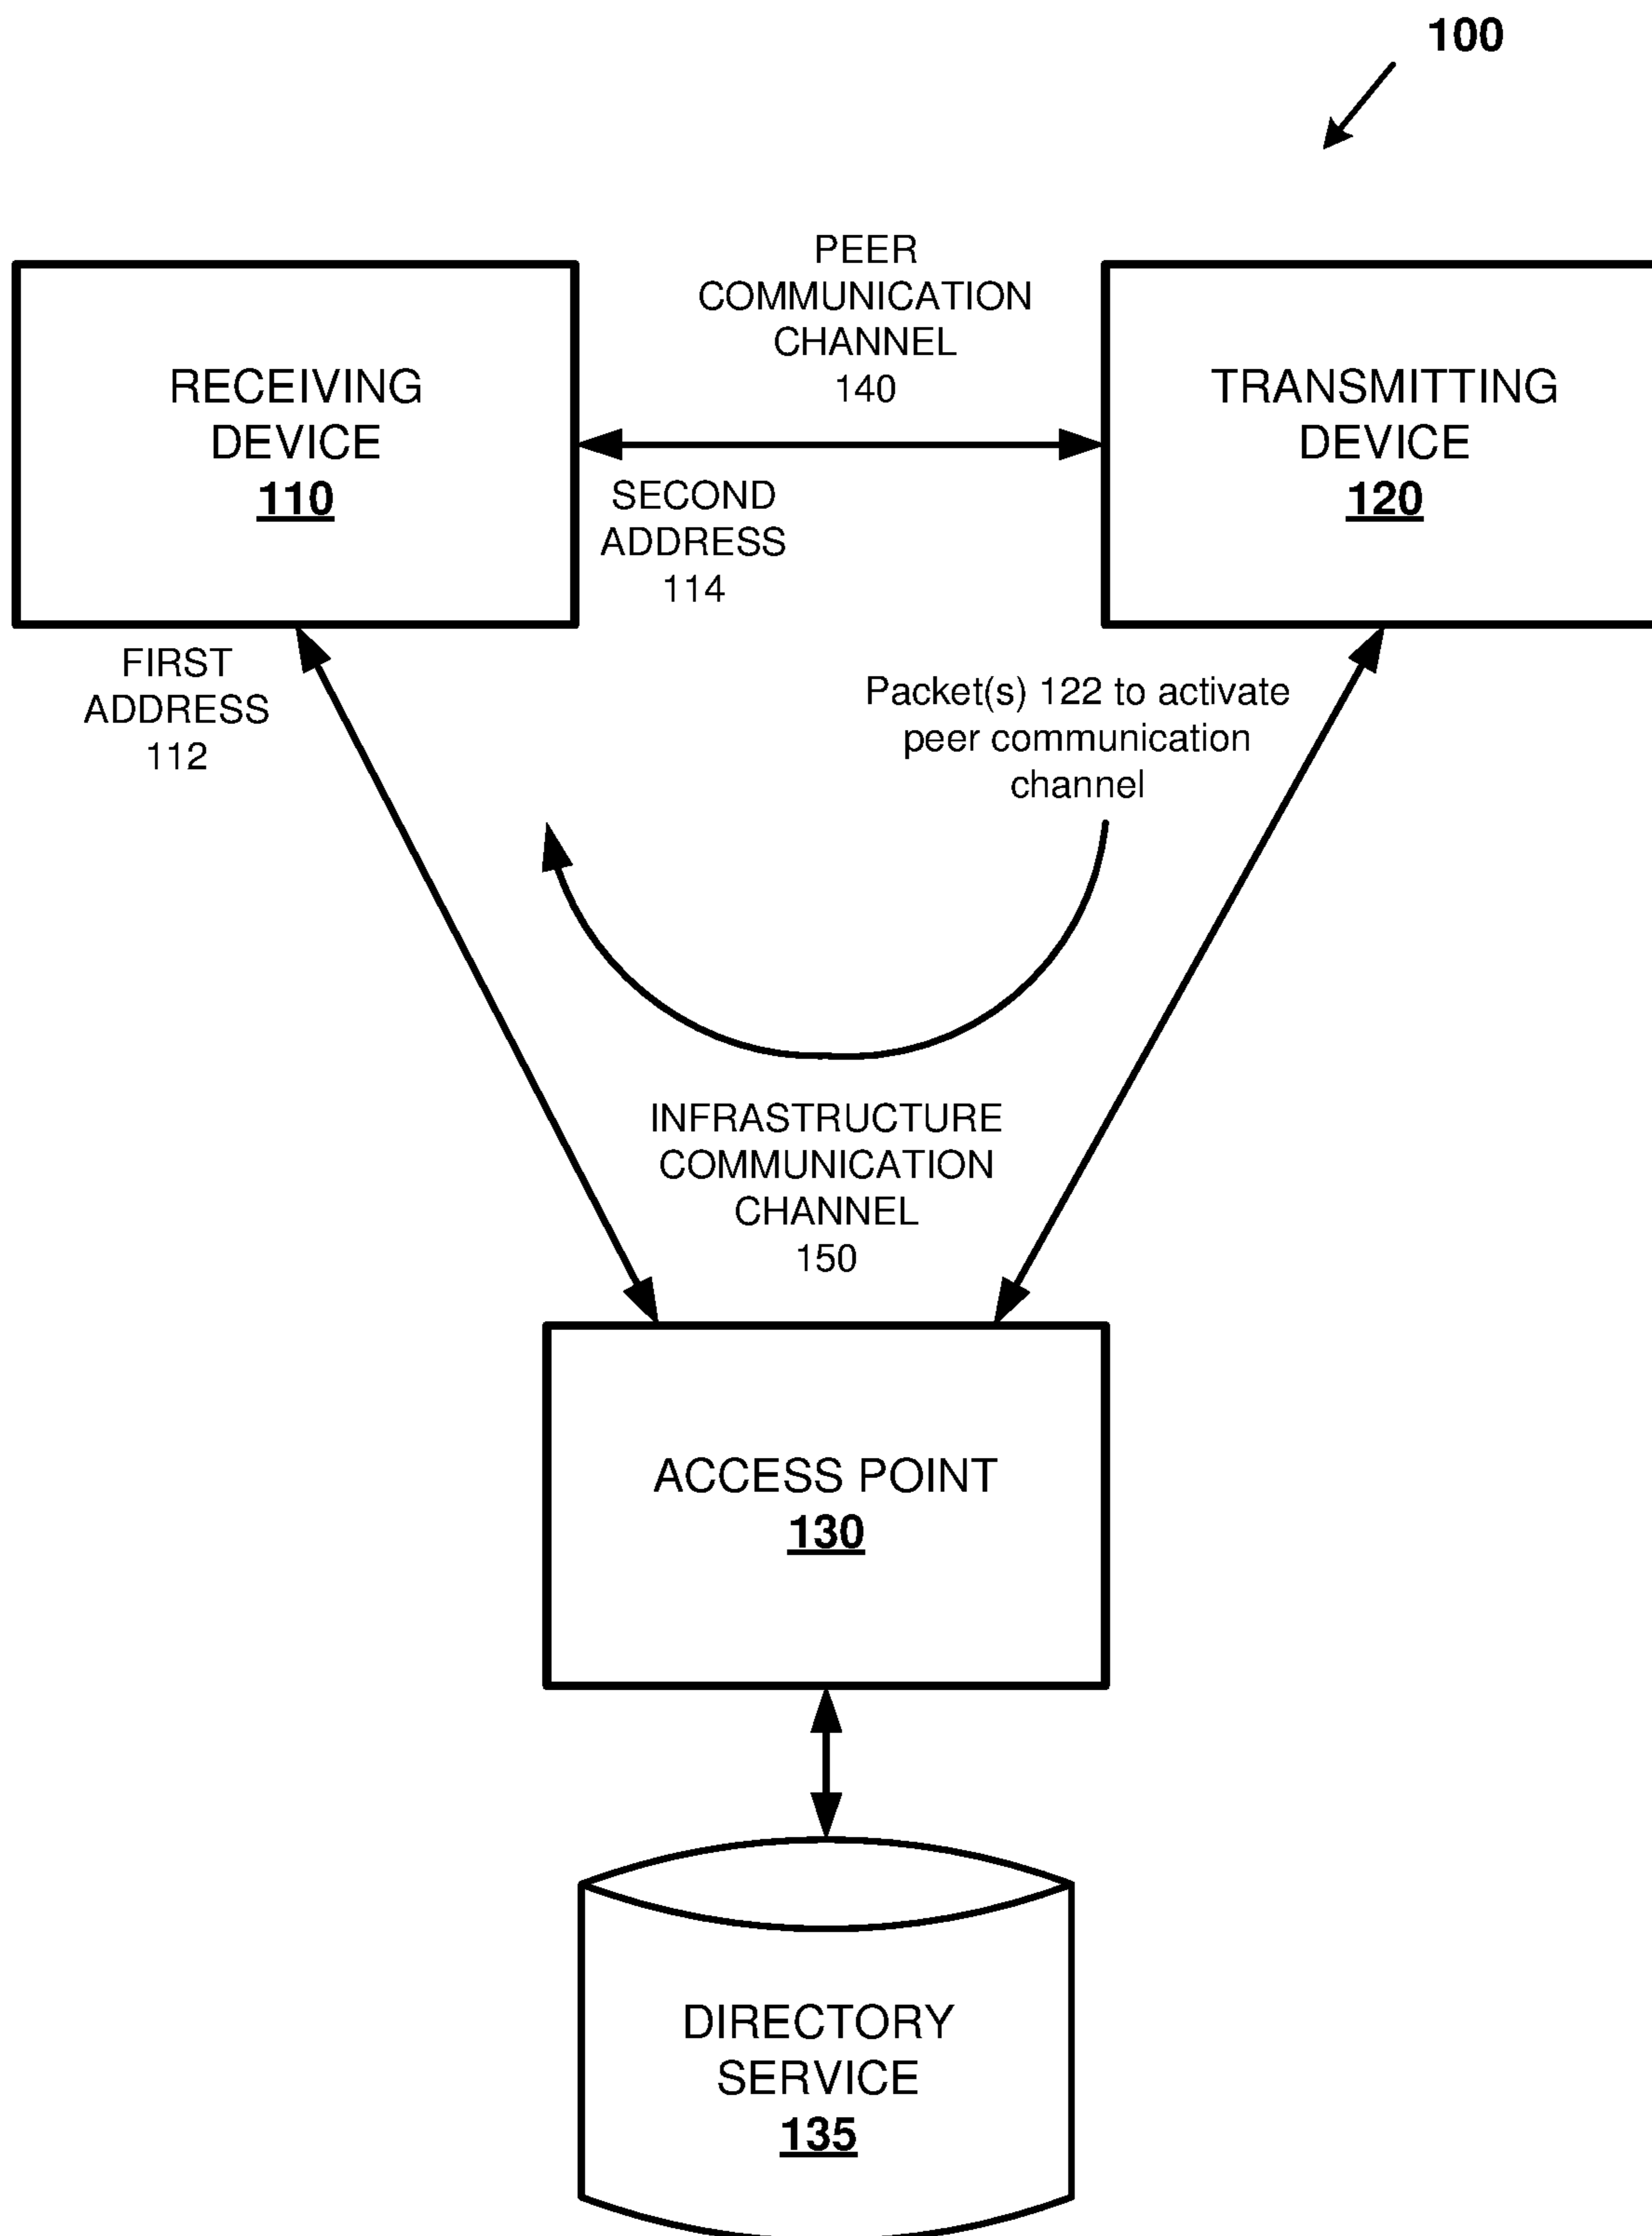 100
PEER
COMMUNICATION
CHANNEL
140
RECEIVING
DEVICE
110
TRANSMITTING
DEVICE
120
SECOND
ADDRESS
114
FIRST
ADDRESS
112
Packet(s) 122 to activate
peer communication
channel
INFRASTRUCTURE
COMMUNICATION
CHANNEL
150
ACCESS POINT
130
DIRECTORY
SERVICE
135